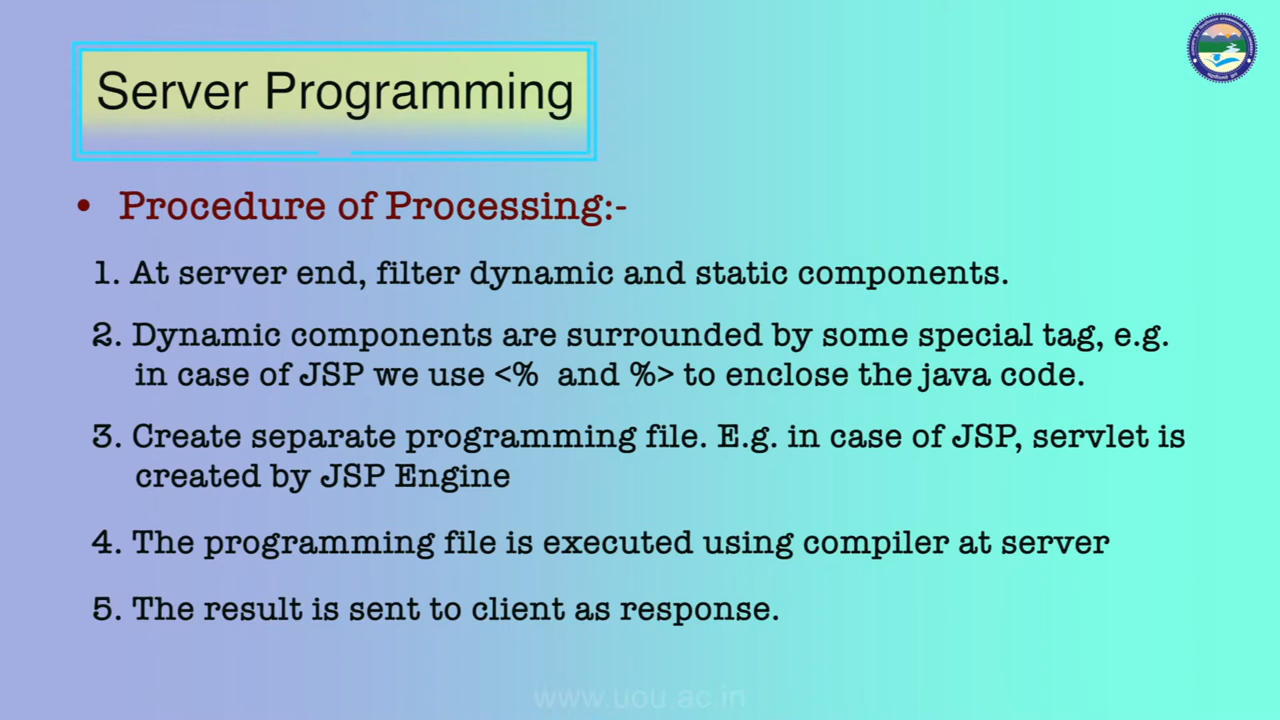 Server Programming
• Procedure of Processing:-
1. At server end, filter dynamic and static components.
2. Dynamic components are surrounded by some special tag, e.g.
in case of JSP we use <% and %> to enclose the java code.
3. Create separate programming file. E.g. in case of JSP, servlet is
created by JSP Engine
4. The programming file is executed using compiler at server
5. The result is sent to client as response.
www.uou.ac.in